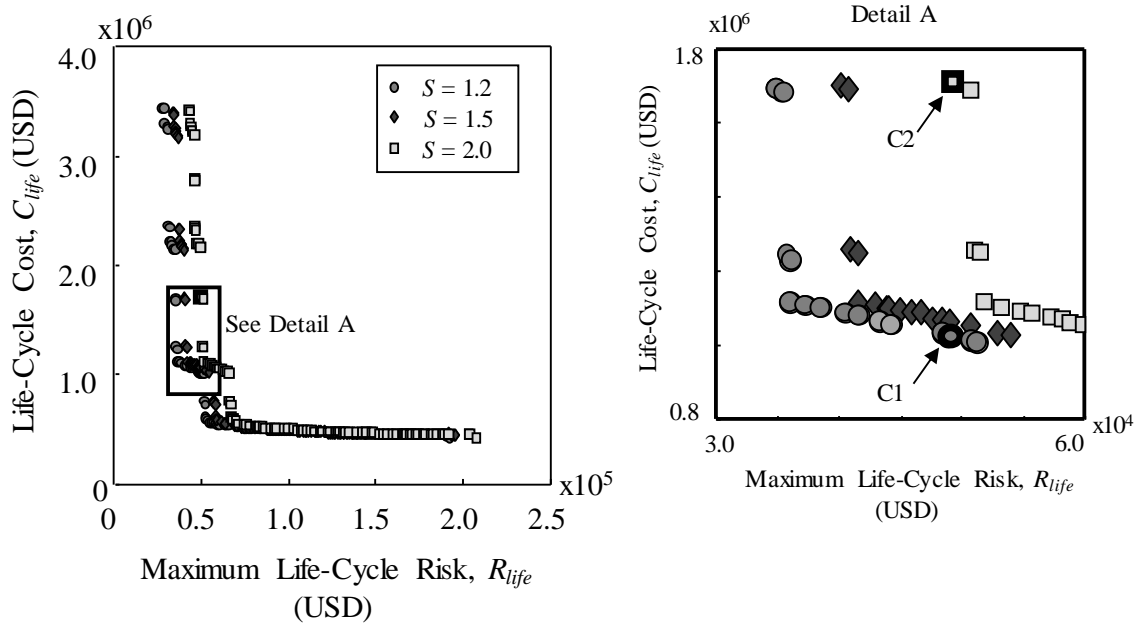 x10⁶
4.0
3.0
2.0
1.0
0
Life-Cycle Cost, C_life (USD)
S = 1.2
S = 1.5
S = 2.0
See Detail A
0 0.5 1.0 1.5 2.0 2.5
x10⁵
Maximum Life-Cycle Risk, R_life
(USD)
Detail A
x10⁶
1.8
0.8
Life-Cycle Cost, C_life (USD)
C2
C1
3.0 6.0
x10⁴
Maximum Life-Cycle Risk, R_life
(USD)